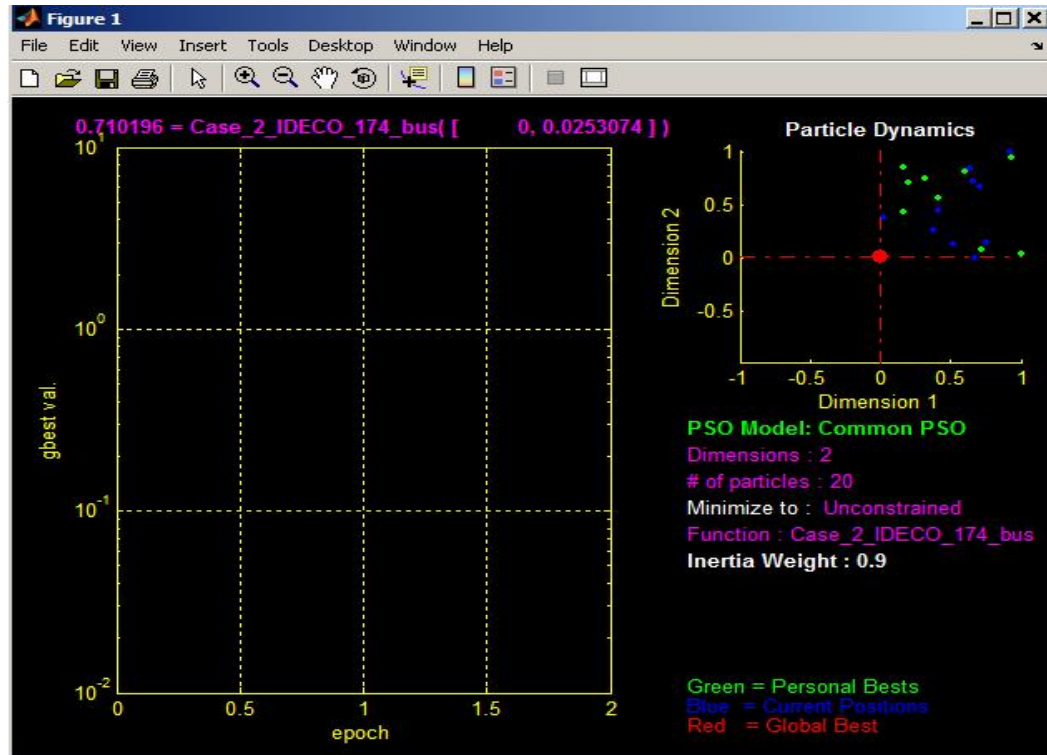 Figure 1
File Edit View Insert Tools Desktop Window Help
0.710196 = Case_2_IDECO_174_bus( [ 0, 0.0253074 ] )
10^1
10^0
10^-1
10^-2
gbest val.
0 0.5 1 1.5 2
epoch
Particle Dynamics
1
0.5
0
-0.5
Dimension 2
-1 -0.5 0 0.5 1
Dimension 1
PSO Model: Common PSO
Dimensions : 2
# of particles : 20
Minimize to : Unconstrained
Function : Case_2_IDECO_174_bus
Inertia Weight : 0.9
Green = Personal Bests
Blue = Current Positions
Red = Global Best